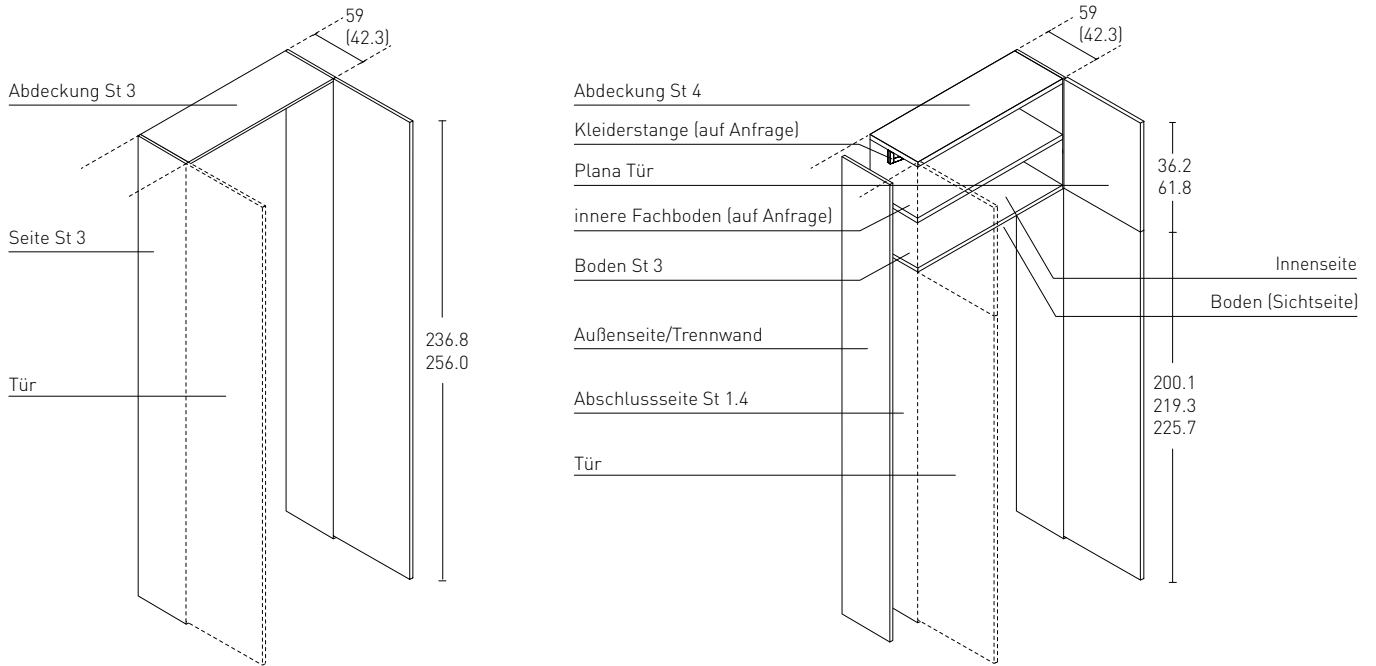 59
(42.3)
Abdeckung St 3
Seite St 3
Tür
236.8
256.0
59
(42.3)
Abdeckung St 4
Kleiderstange (auf Anfrage)
Plana Tür
innere Fachboden (auf Anfrage)
Boden St 3
Außenseite/Trennwand
Abschlussseite St 1.4
Tür
36.2
61.8
Innenseite
Boden (Sichtseite)
200.1
219.3
225.7